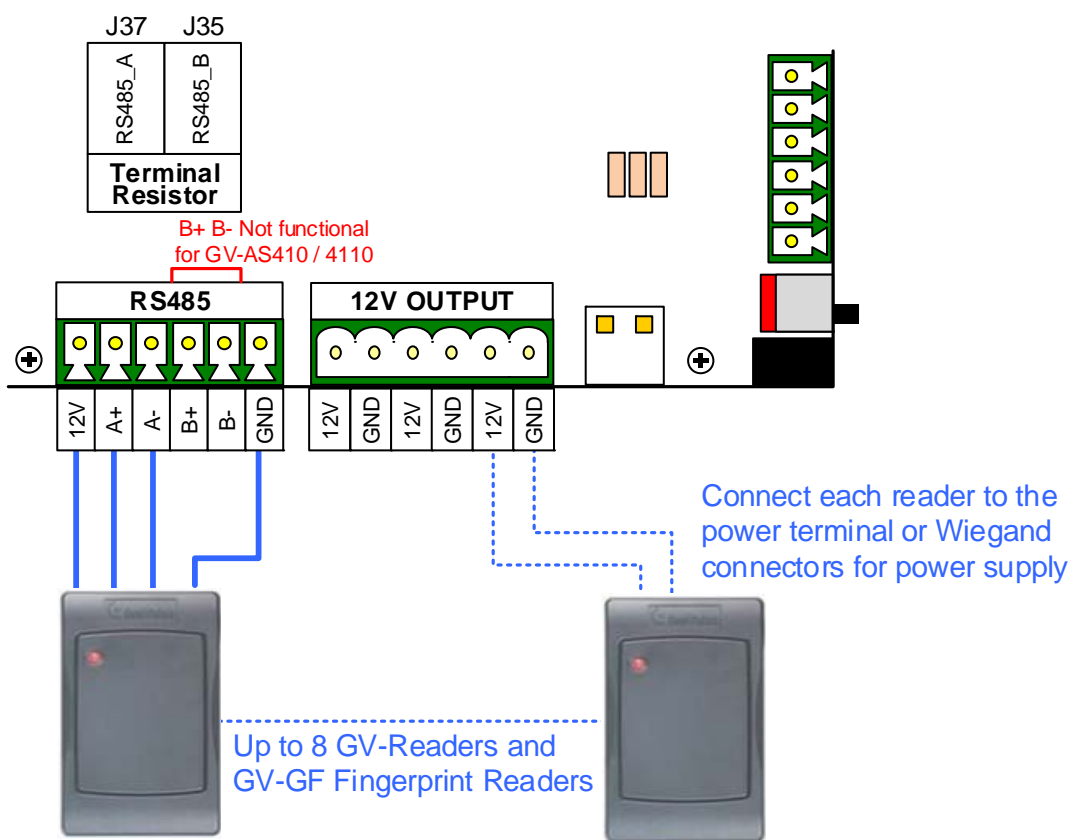 J37 J35
RS485_A RS485_B
Terminal
Resistor
B+ B- Not functional
for GV-AS410 / 4110
RS485 12V OUTPUT
12V A+ A- B+ B- GND 12V GND 12V GND 12V GND
Connect each reader to the
power terminal or Wiegand
connectors for power supply
Up to 8 GV-Readers and
GV-GF Fingerprint Readers